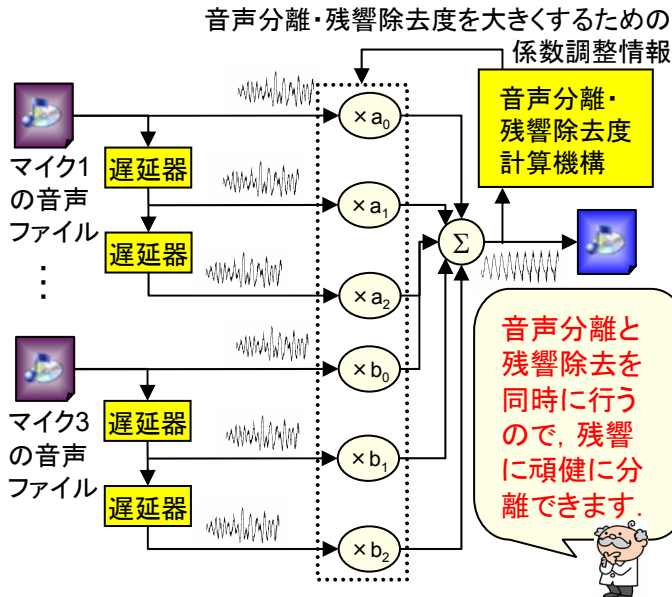 音声分離・残響除去度を大きくするための
係数調整情報
音声分離・
残響除去度
計算機構
マイク1
の音声
ファイル
遅延器
遅延器
⋮
マイク3
の音声
ファイル
遅延器
遅延器
×a₀
×a₁
×a₂
×b₀
×b₁
×b₂
Σ
音声分離と
残響除去を
同時に行う
ので, 残響
に頑健に分
離できます.